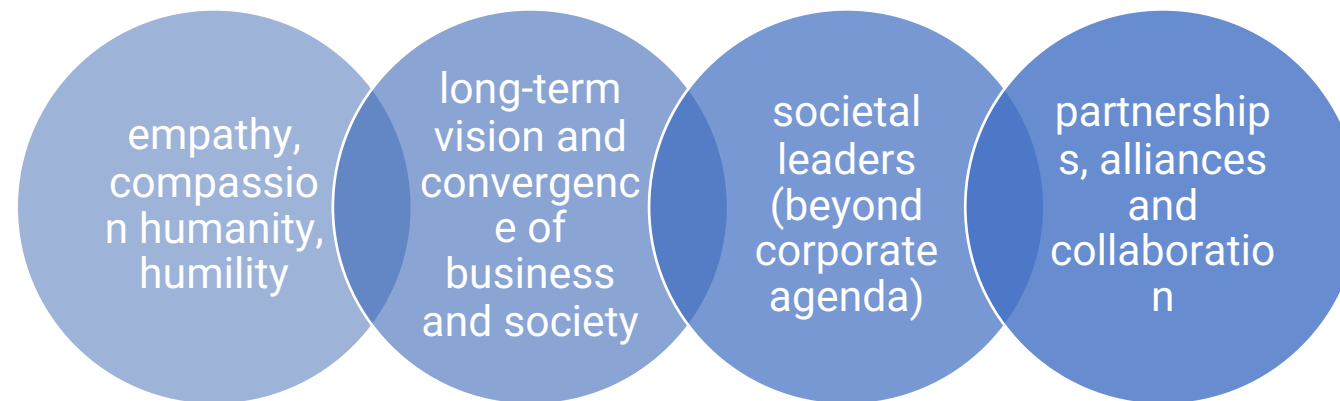 empathy,
compassio
n humanity,
humility
long-term
vision and
convergenc
e of
business
and society
societal
leaders
(beyond
corporate
agenda)
partnership
s, alliances
and
collaboratio
n